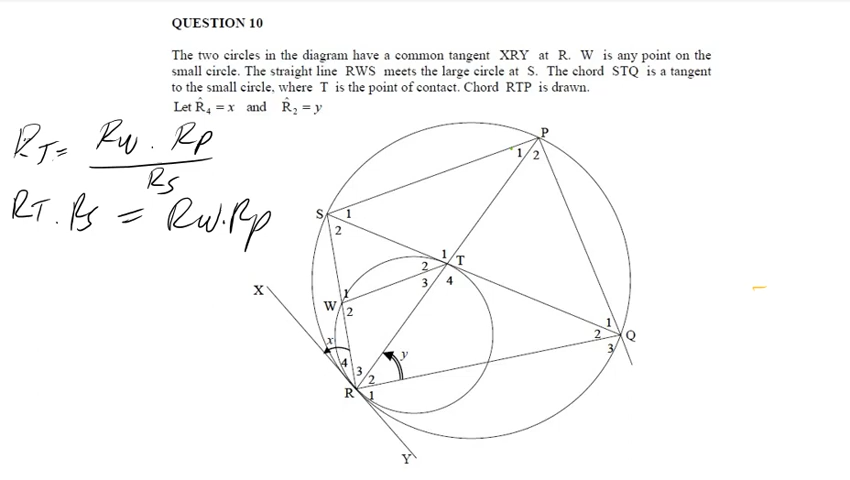 QUESTION 10
The two circles in the diagram have a common tangent XRY at R. W is any point on the
small circle. The straight line RWS meets the large circle at S. The chord STQ is a tangent
to the small circle, where T is the point of contact. Chord RTP is drawn.
Let R̂₄ = x and R̂₂ = y
RT = RW . RP
RS
RT . RS = RW . RP
P
1 2
S 1
2
1 T
2
3 4
X
1
W 2
1
2 Q
3
x
y
4 3 2
R 1
Y